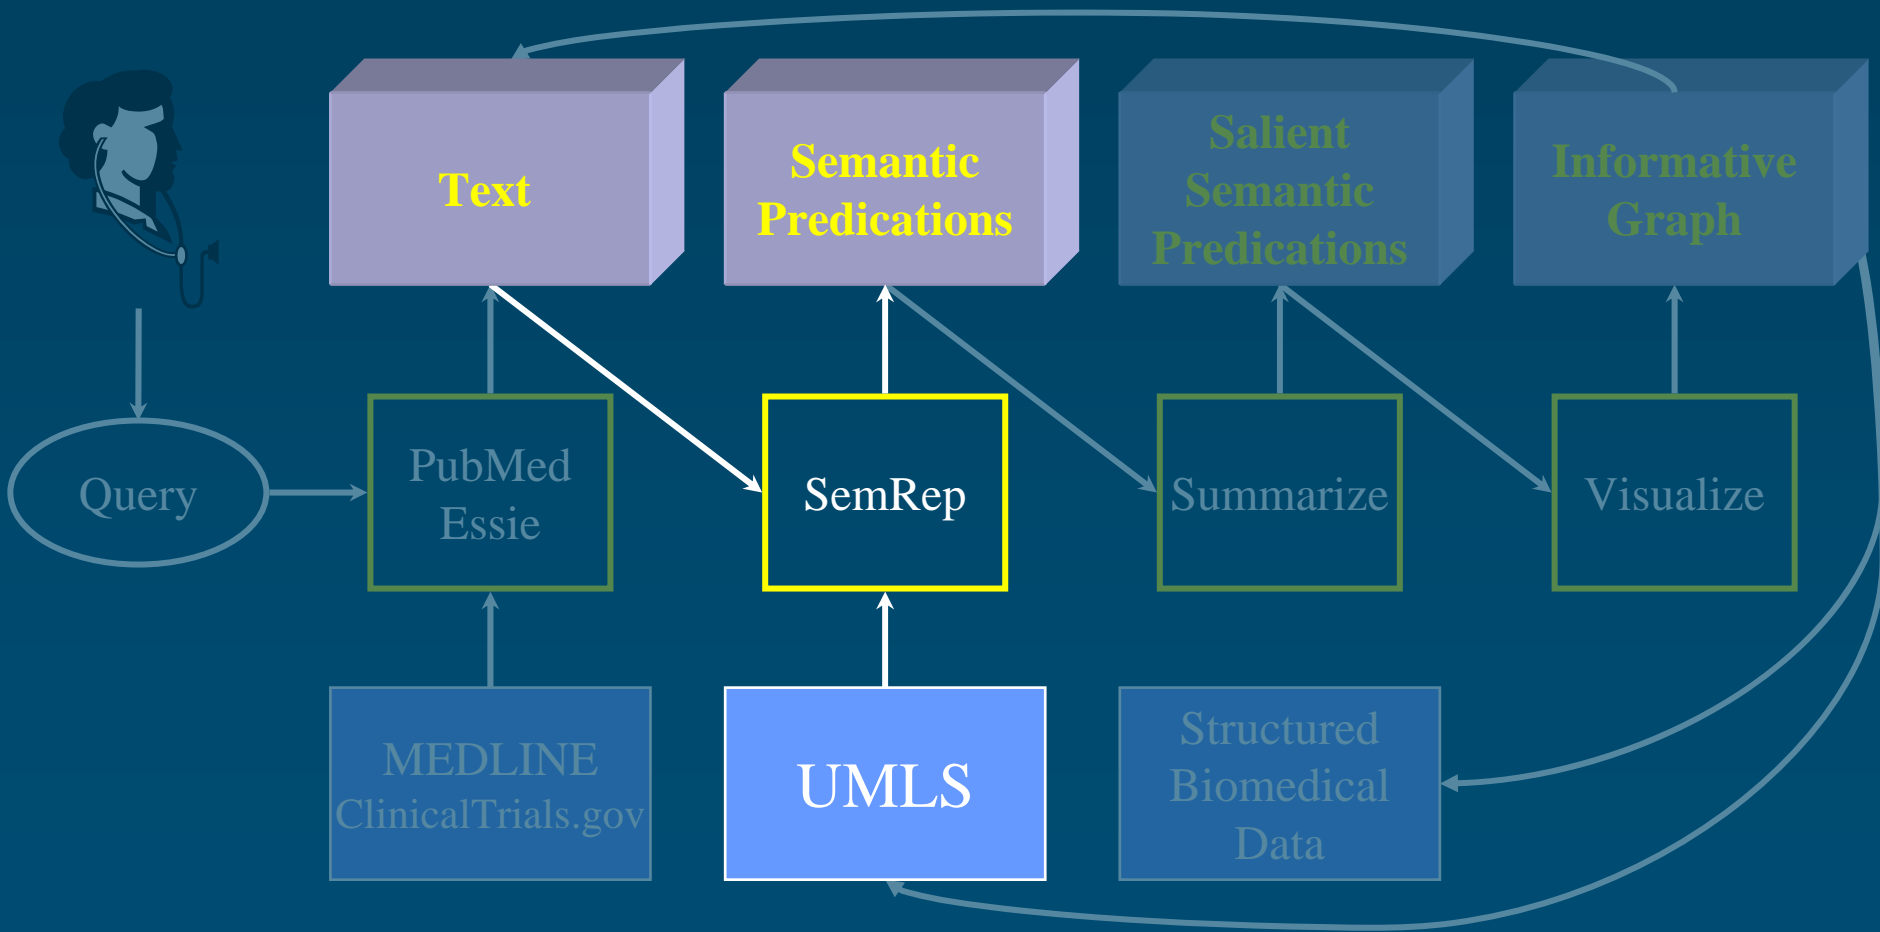 Text
Semantic
Predications
Salient
Semantic
Predications
Informative
Graph
Query
PubMed
Essie
SemRep
Summarize
Visualize
MEDLINE
ClinicalTrials.gov
UMLS
Structured
Biomedical
Data